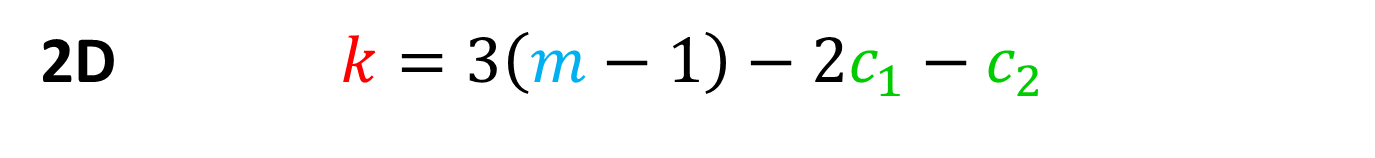 2D k = 3(m − 1) − 2c₁ − c₂